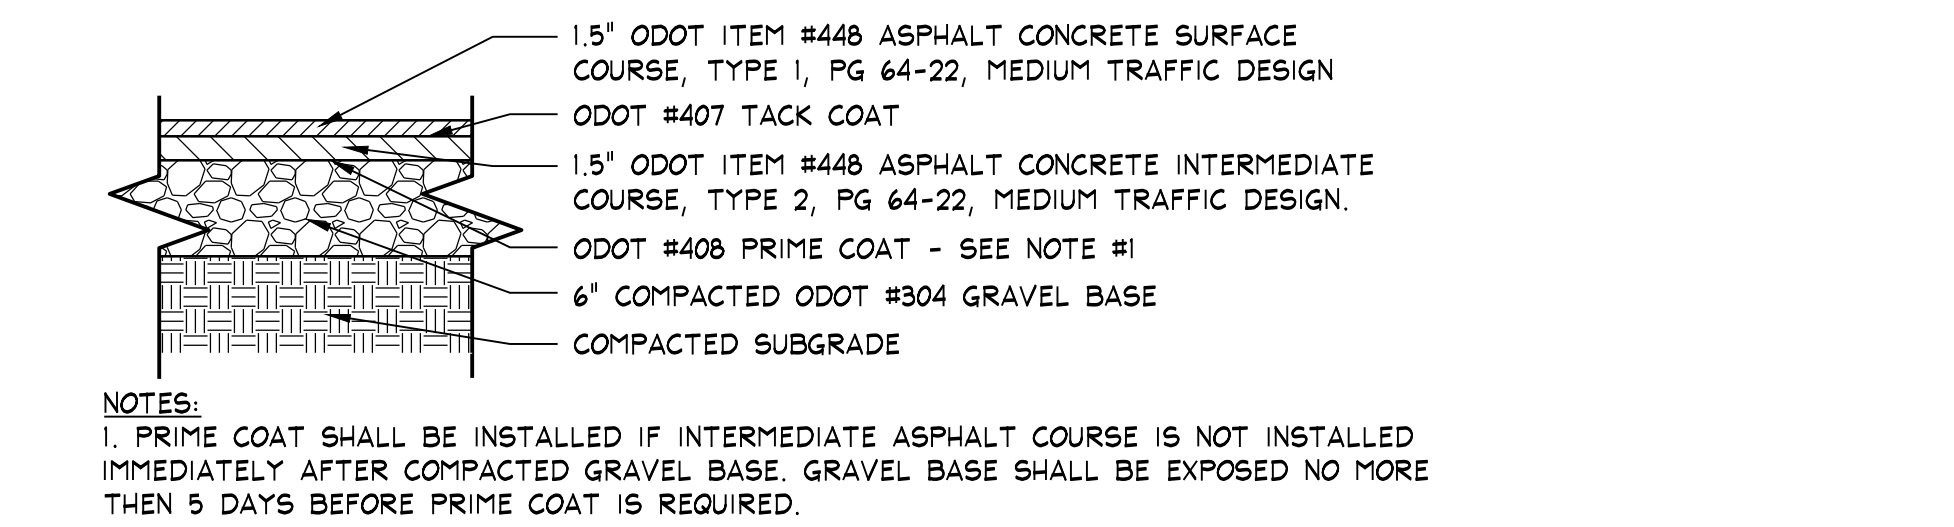 1.5" ODOT ITEM #448 ASPHALT CONCRETE SURFACE
COURSE, TYPE 1, PG 64-22, MEDIUM TRAFFIC DESIGN
ODOT #407 TACK COAT
1.5" ODOT ITEM #448 ASPHALT CONCRETE INTERMEDIATE
COURSE, TYPE 2, PG 64-22, MEDIUM TRAFFIC DESIGN.
ODOT #408 PRIME COAT - SEE NOTE #1
6" COMPACTED ODOT #304 GRAVEL BASE
COMPACTED SUBGRADE
NOTES:
1. PRIME COAT SHALL BE INSTALLED IF INTERMEDIATE ASPHALT COURSE IS NOT INSTALLED
IMMEDIATELY AFTER COMPACTED GRAVEL BASE. GRAVEL BASE SHALL BE EXPOSED NO MORE
THEN 5 DAYS BEFORE PRIME COAT IS REQUIRED.